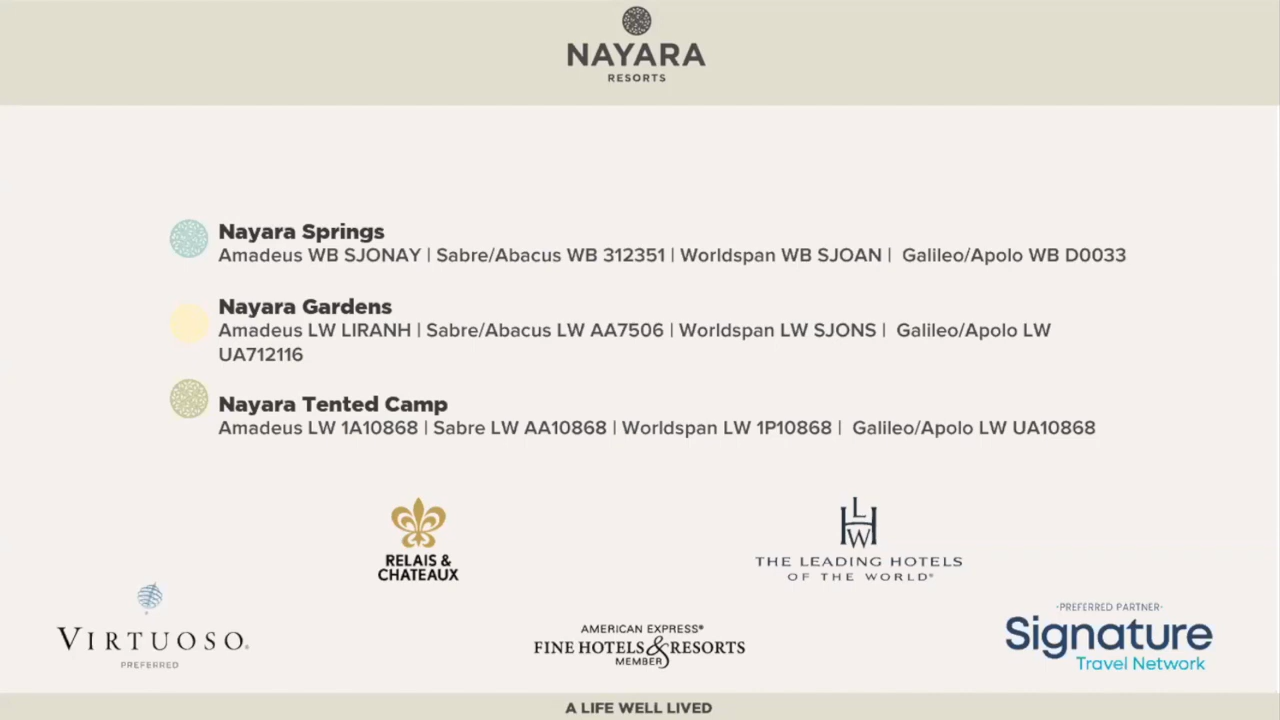 NAYARA
RESORTS
Nayara Springs
Amadeus WB SJONAY | Sabre/Abacus WB 312351 | Worldspan WB SJOAN | Galileo/Apolo WB D0033
Nayara Gardens
Amadeus LW LIRANH | Sabre/Abacus LW AA7506 | Worldspan LW SJONS | Galileo/Apolo LW
UA712116
Nayara Tented Camp
Amadeus LW 1A10868 | Sabre LW AA10868 | Worldspan LW 1P10868 | Galileo/Apolo LW UA10868
RELAIS &
CHATEAUX
LHW
THE LEADING HOTELS
OF THE WORLD®
VIRTUOSO®
PREFERRED
AMERICAN EXPRESS®
FINE HOTELS & RESORTS
MEMBER
-PREFERRED PARTNER-
Signature
Travel Network
A LIFE WELL LIVED